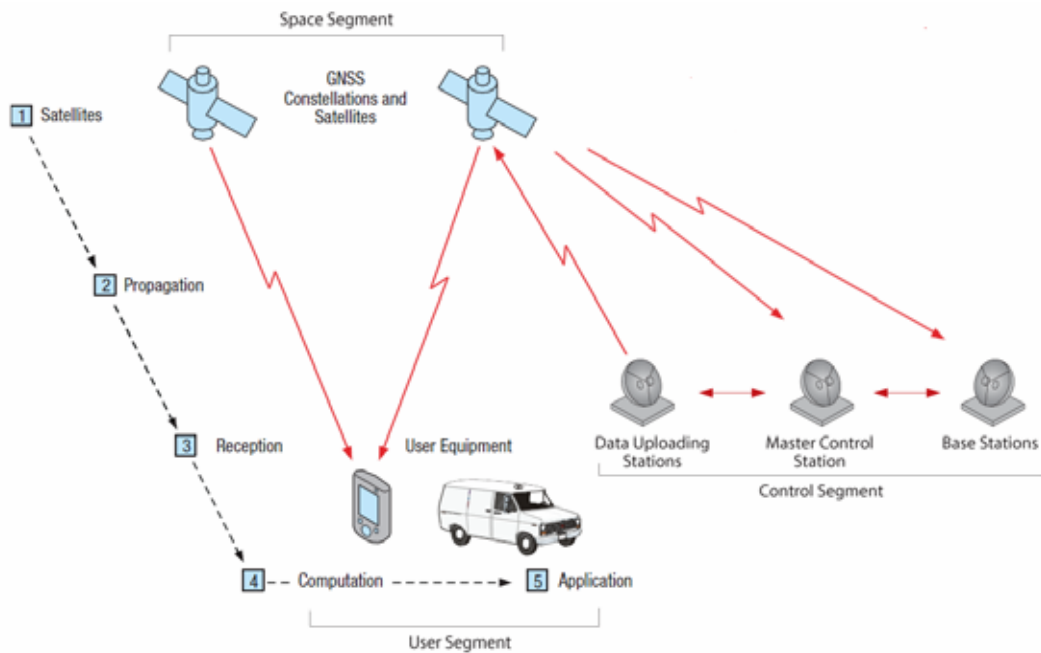 Space Segment
GNSS
Constellations and
Satellites
1 Satellites
2 Propagation
3 Reception
User Equipment
Data Uploading
Stations
Master Control
Station
Base Stations
Control Segment
4 Computation
5 Application
User Segment